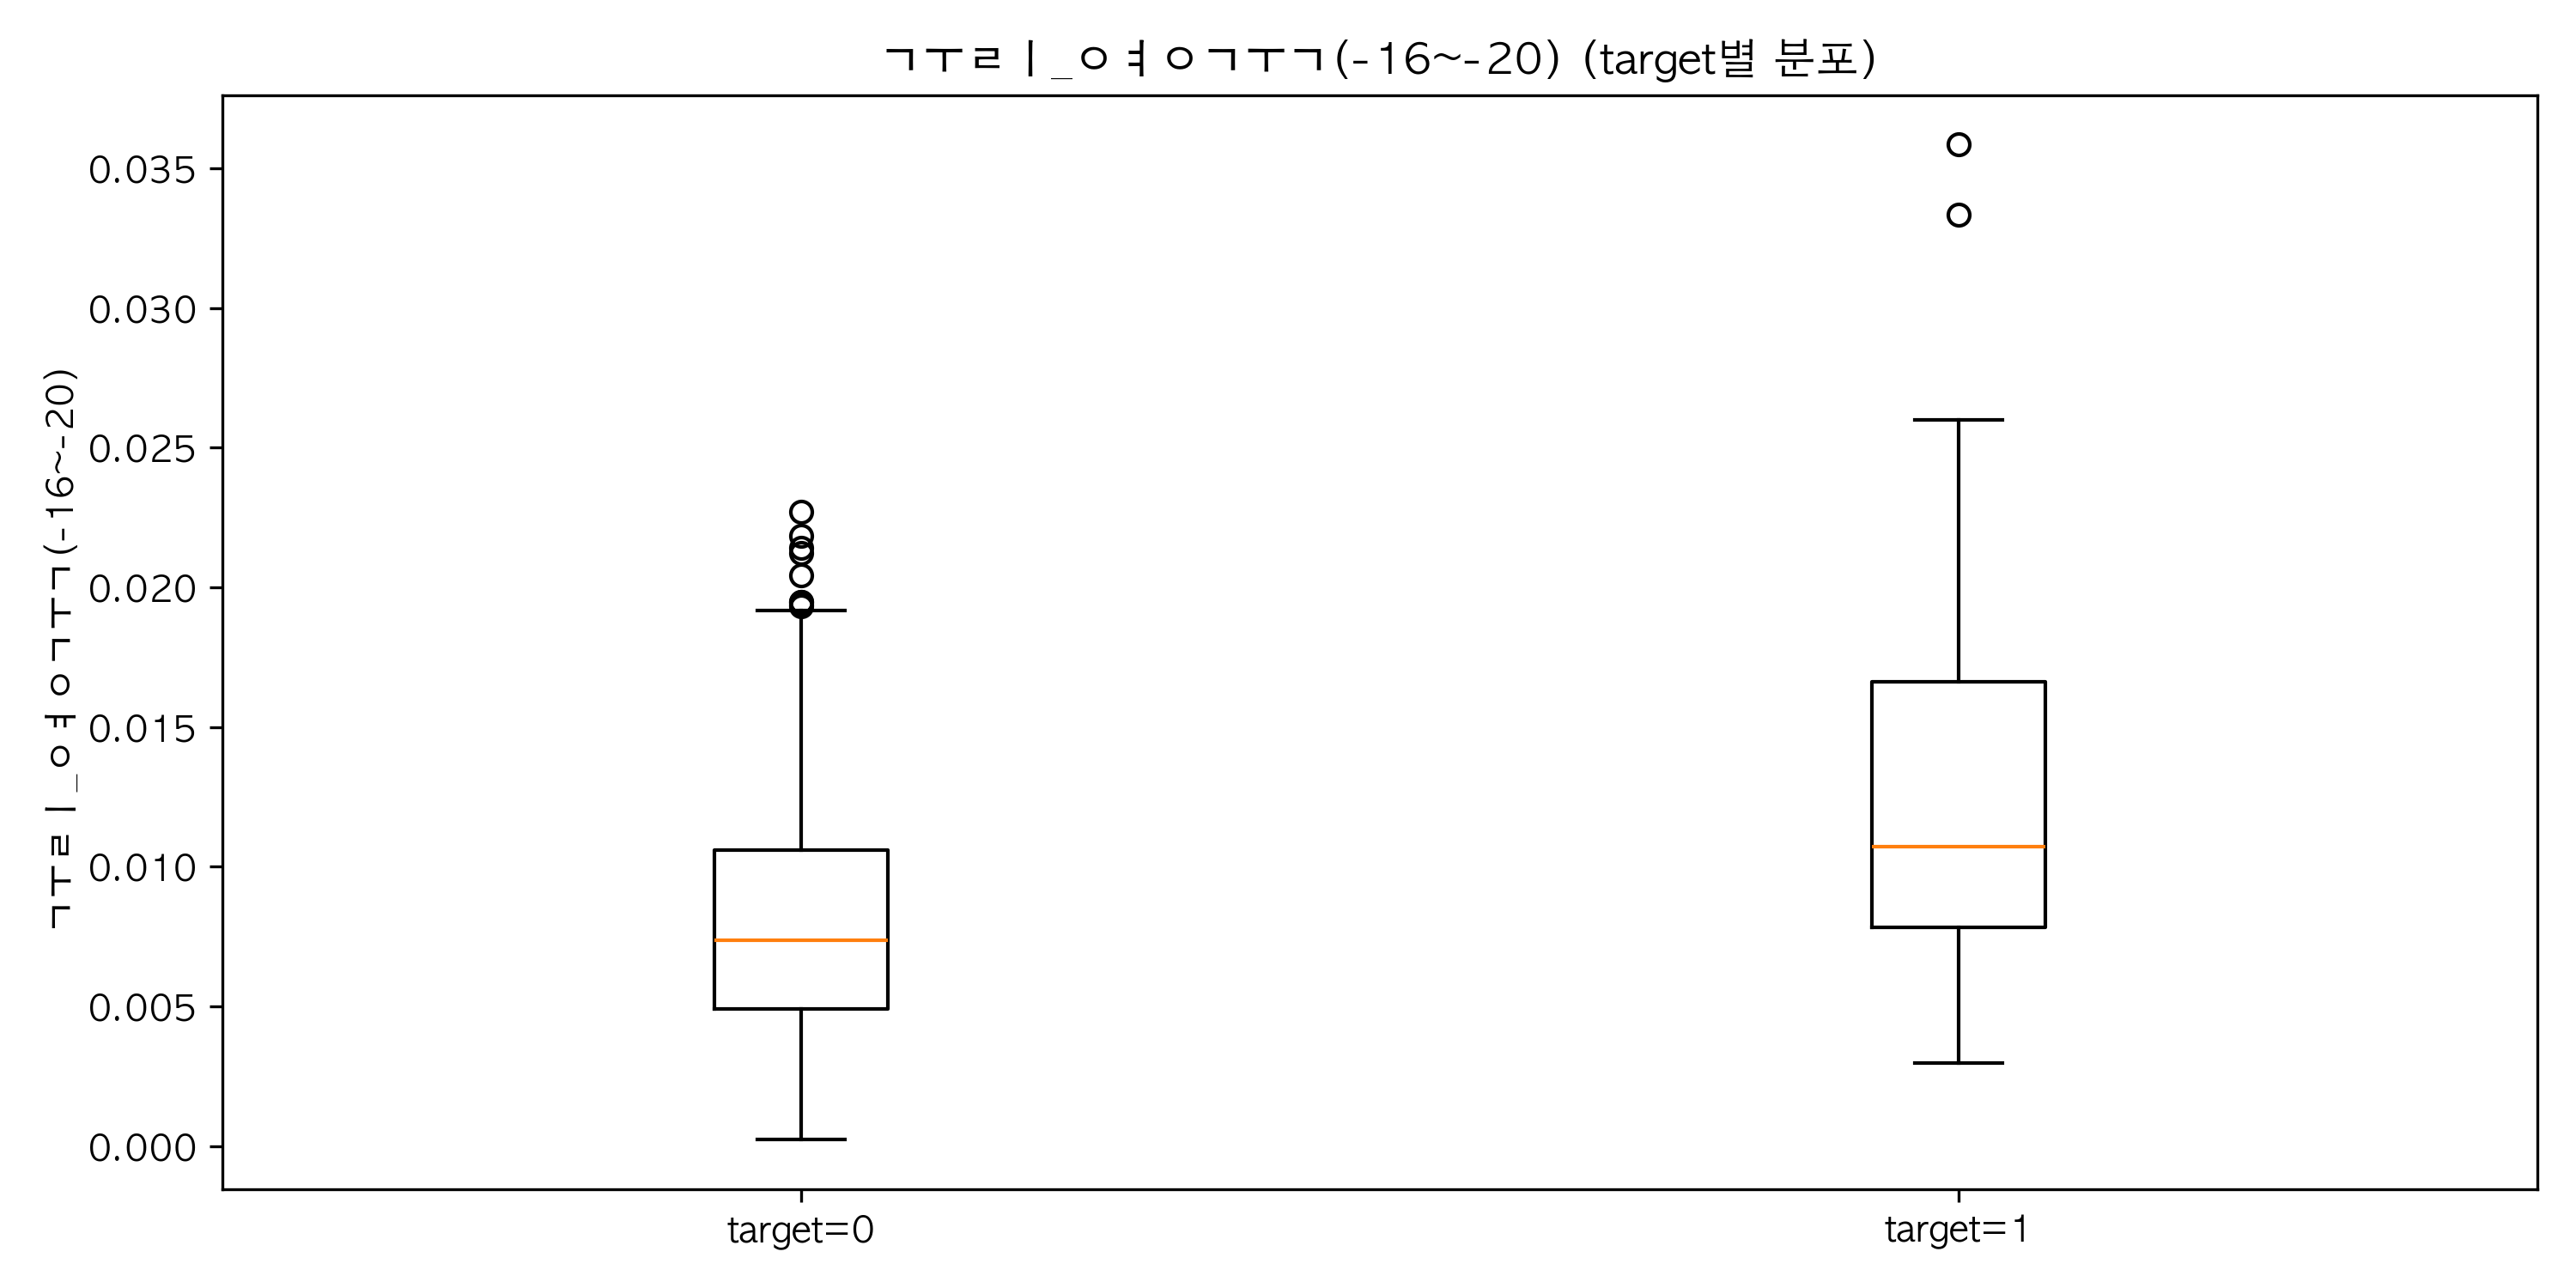 ㄱㅜㄹㅣ_ㅇㅕㅇㄱㅜㄱ(-16~-20) (target별 분포)
ㄱㅜㄹㅣ_ㅇㅕㅇㄱㅜㄱ(-16~-20)
0.035
0.030
0.025
0.020
0.015
0.010
0.005
0.000
target=0
target=1